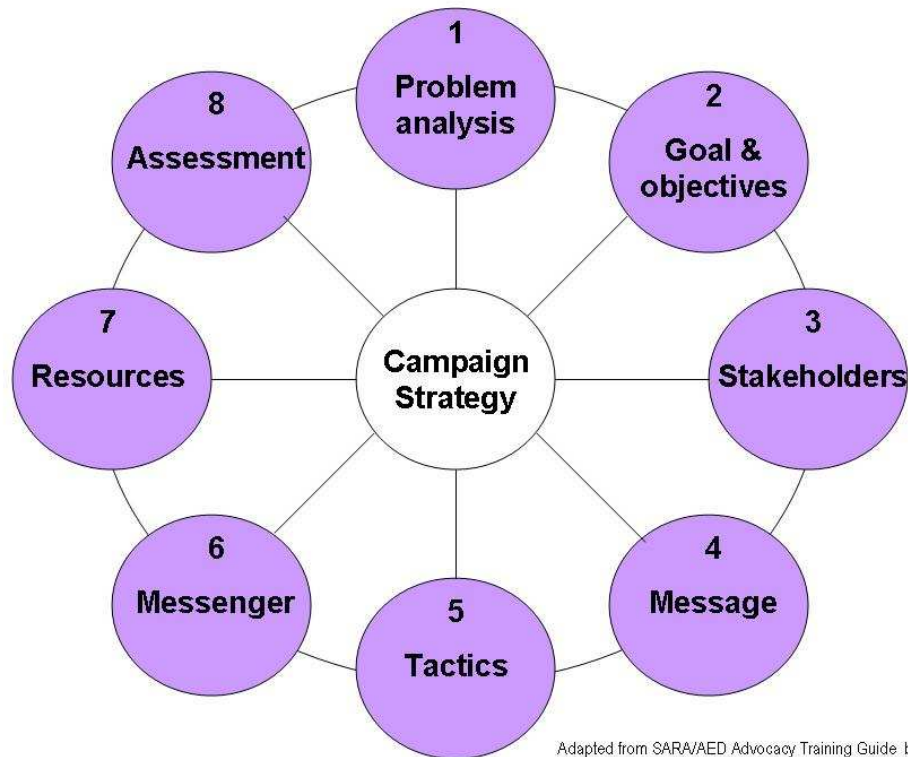 1
Problem
analysis
2
Goal &
objectives
3
Stakeholders
4
Message
5
Tactics
6
Messenger
7
Resources
8
Assessment
Campaign
Strategy
Adapted from SARA/AED Advocacy Training Guide